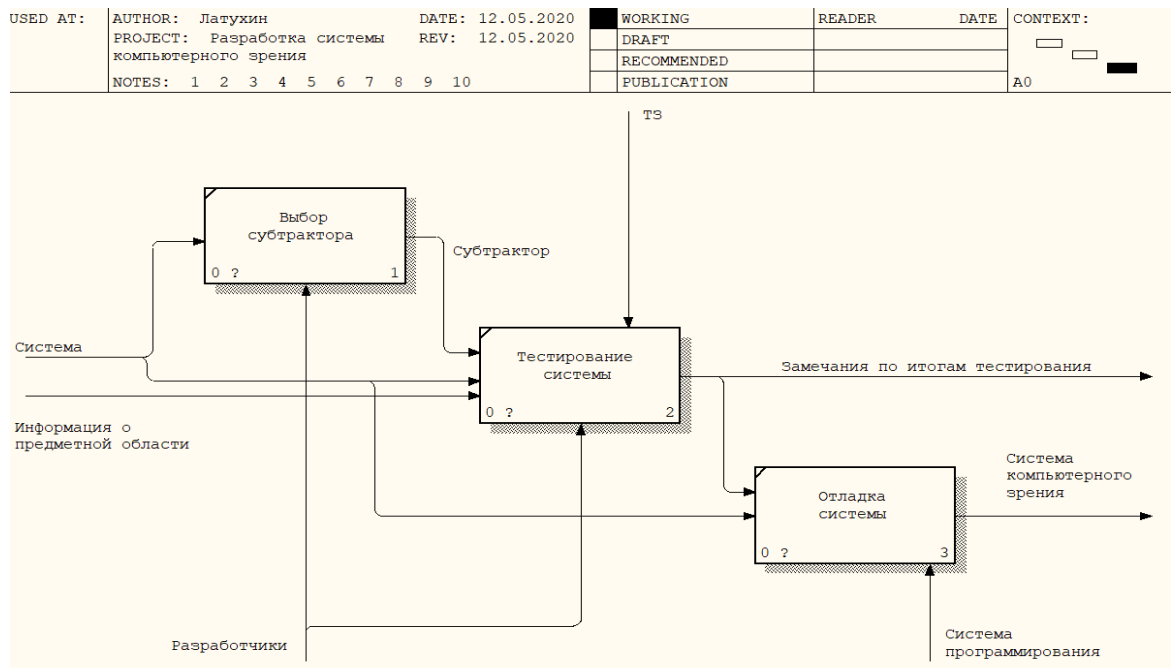 USED AT:
AUTHOR: Латухин
DATE: 12.05.2020
PROJECT: Разработка системы
компьютерного зрения
REV: 12.05.2020
NOTES: 1 2 3 4 5 6 7 8 9 10
WORKING
DRAFT
RECOMMENDED
PUBLICATION
READER DATE
CONTEXT:
A0
ТЗ
Выбор
субтрактора
0 ? 1
Субтрактор
Система
Тестирование
системы
0 ? 2
Замечания по итогам тестирования
Информация о
предметной области
Система
компьютерного
зрения
Отладка
системы
0 ? 3
Разработчики
Система
программирования